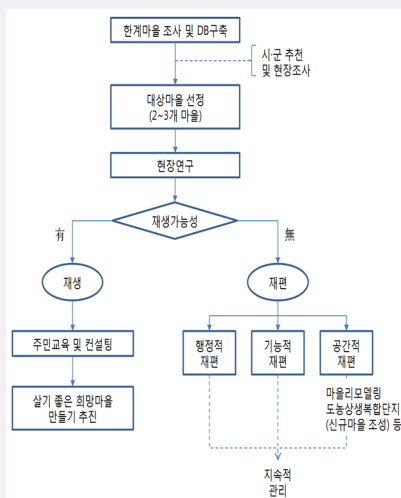 한계마을 조사 및 DB구축
시·군 추천
및 현장조사
대상마을 선정
(2~3개 마을)
현장연구
재생가능성
有
無
재생
재편
주민교육 및 컨설팅
행정적
재편
기능적
재편
공간적
재편
살기 좋은 희망마을
만들기 추진
마을리모델링
도농상생복합단지
(신규마을 조성) 등
지속적
관리